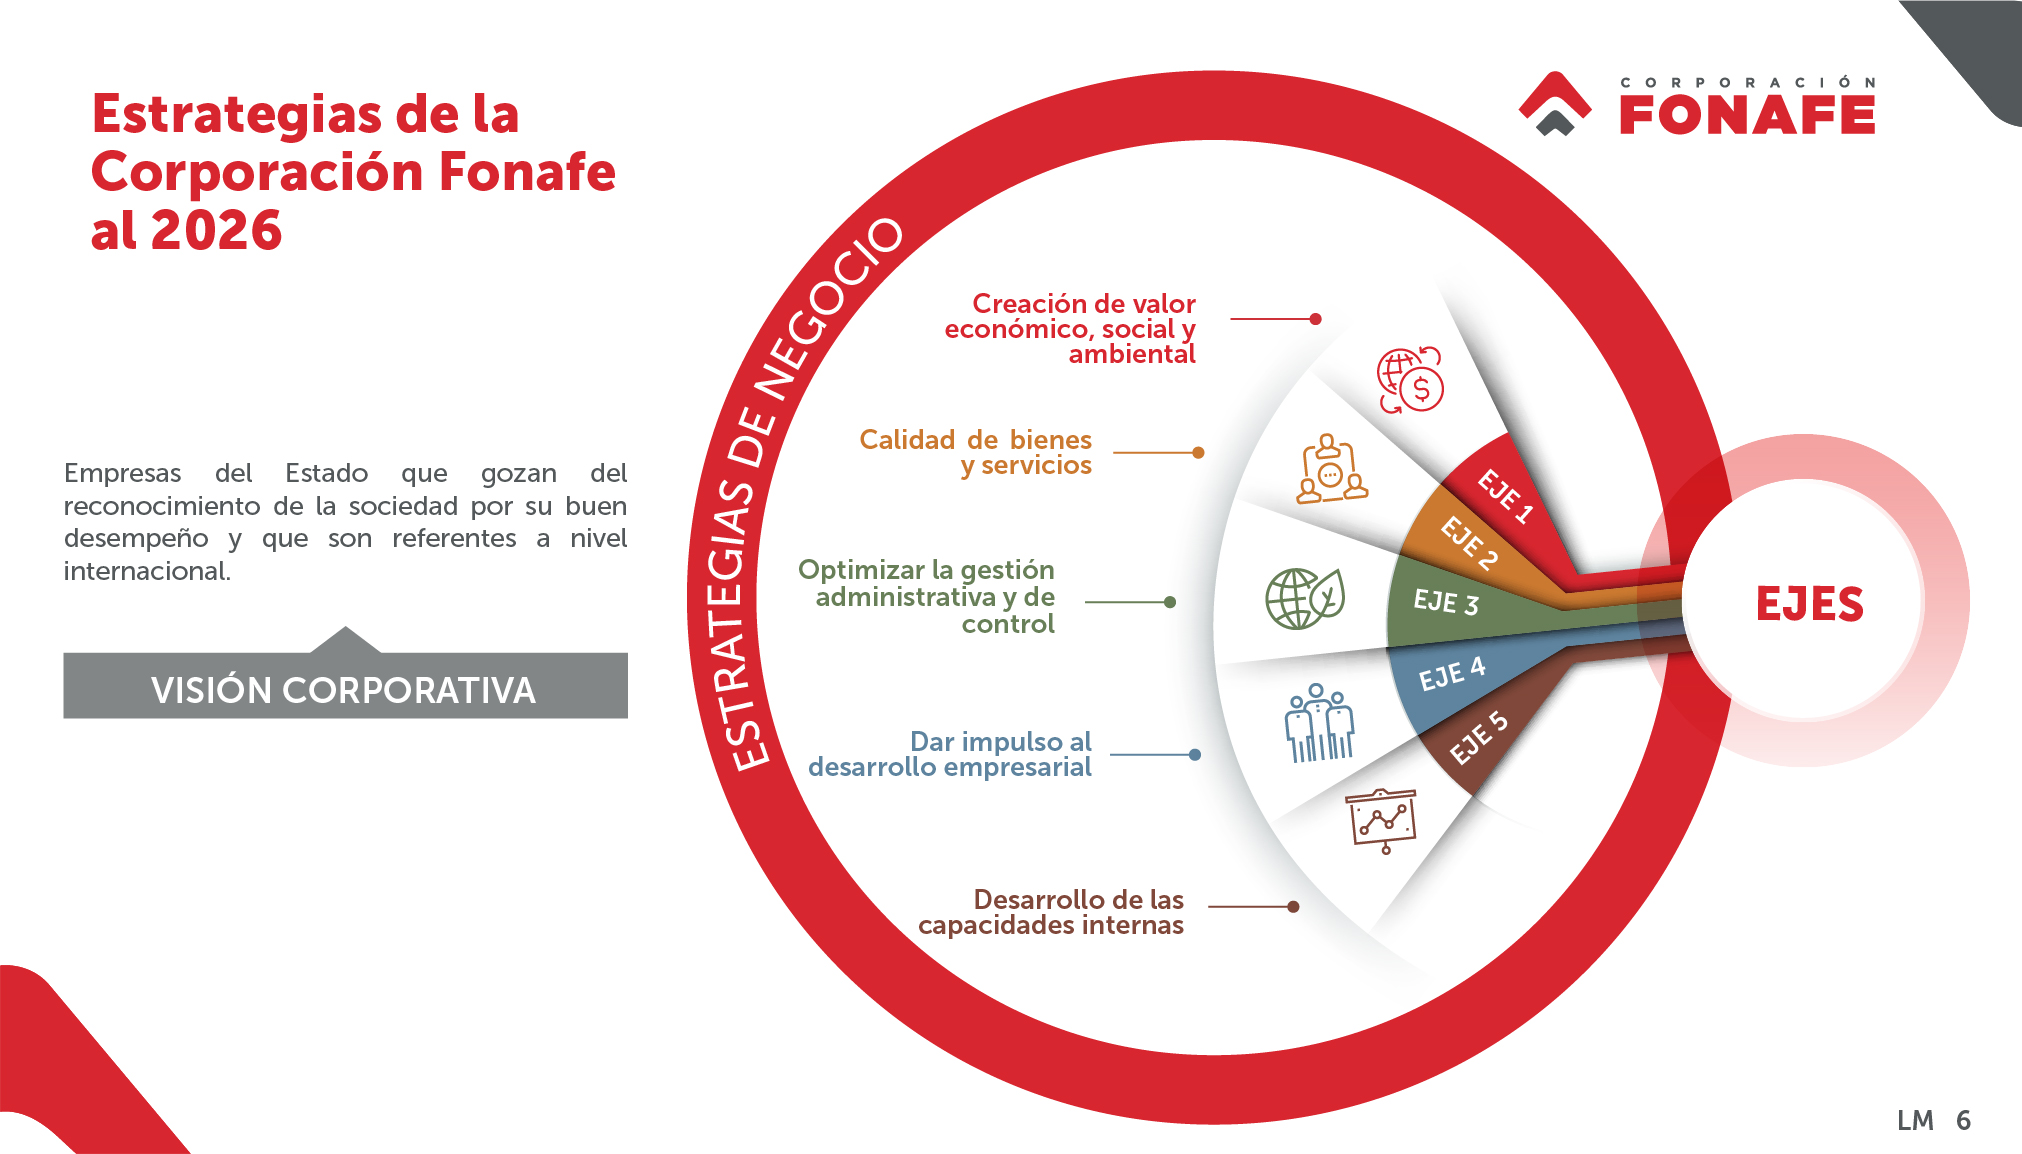 Estrategias de la
Corporación Fonafe
al 2026
CORPORACIÓN
FONAFE
Empresas del Estado que gozan del
reconocimiento de la sociedad por su buen
desempeño y que son referentes a nivel
internacional.
VISIÓN CORPORATIVA
ESTRATEGIAS DE NEGOCIO
Creación de valor
económico, social y
ambiental
$
EJE 1
Calidad de bienes
y servicios
EJE 2
Optimizar la gestión
administrativa y de
control
EJE 3
Dar impulso al
desarrollo empresarial
EJE 4
Desarrollo de las
capacidades internas
EJE 5
EJES
LM 6